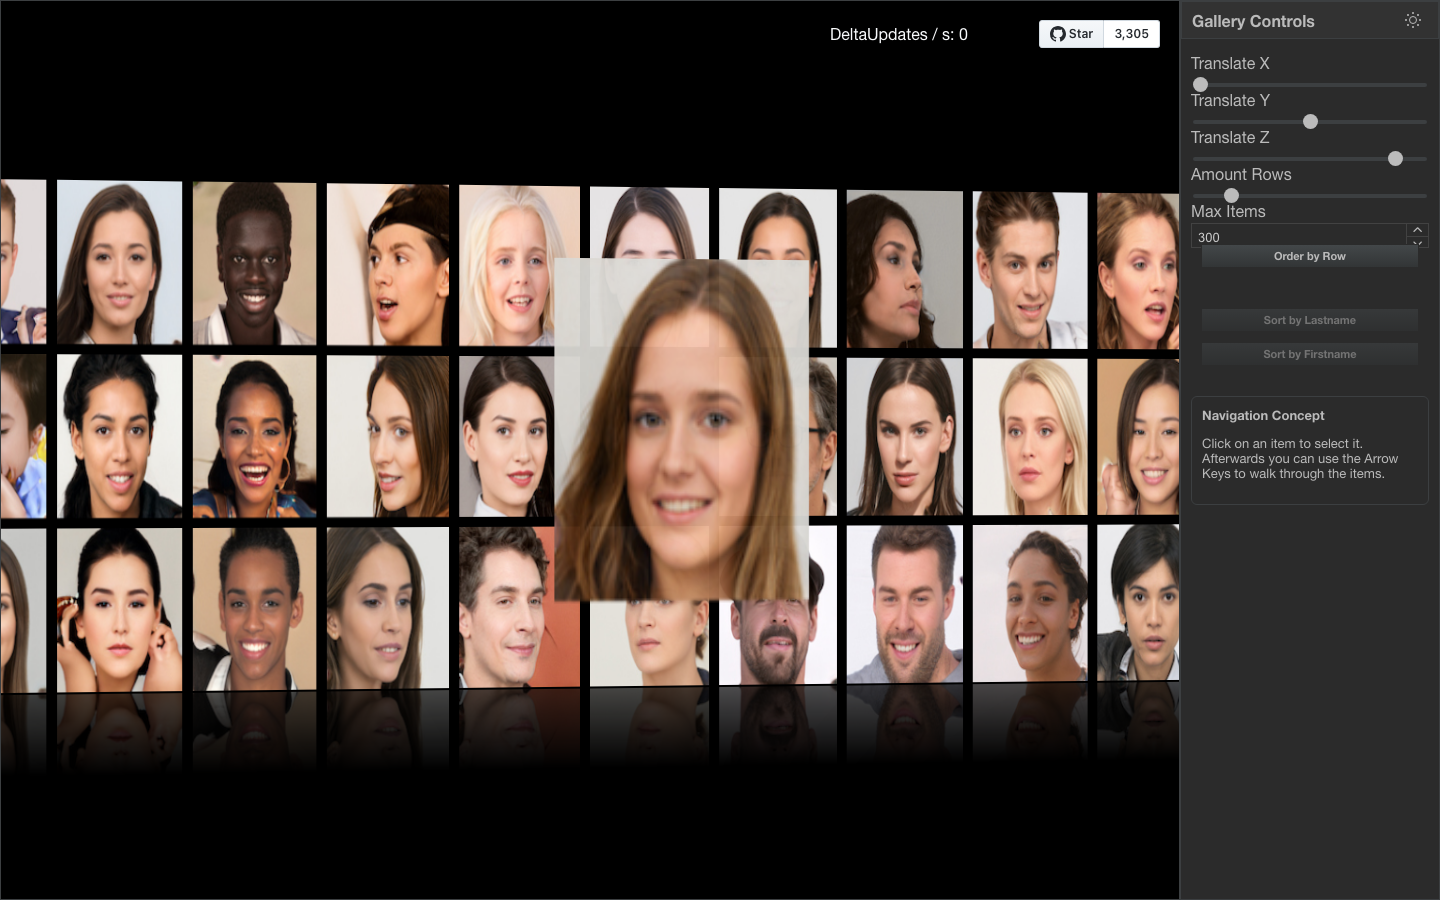 DeltaUpdates / s: 0
Star
3,305
Gallery Controls
Translate X
Translate Y
Translate Z
Amount Rows
Max Items
300
Order by Row
Sort by Lastname
Sort by Firstname
Navigation Concept
Click on an item to select it.
Afterwards you can use the Arrow
Keys to walk through the items.